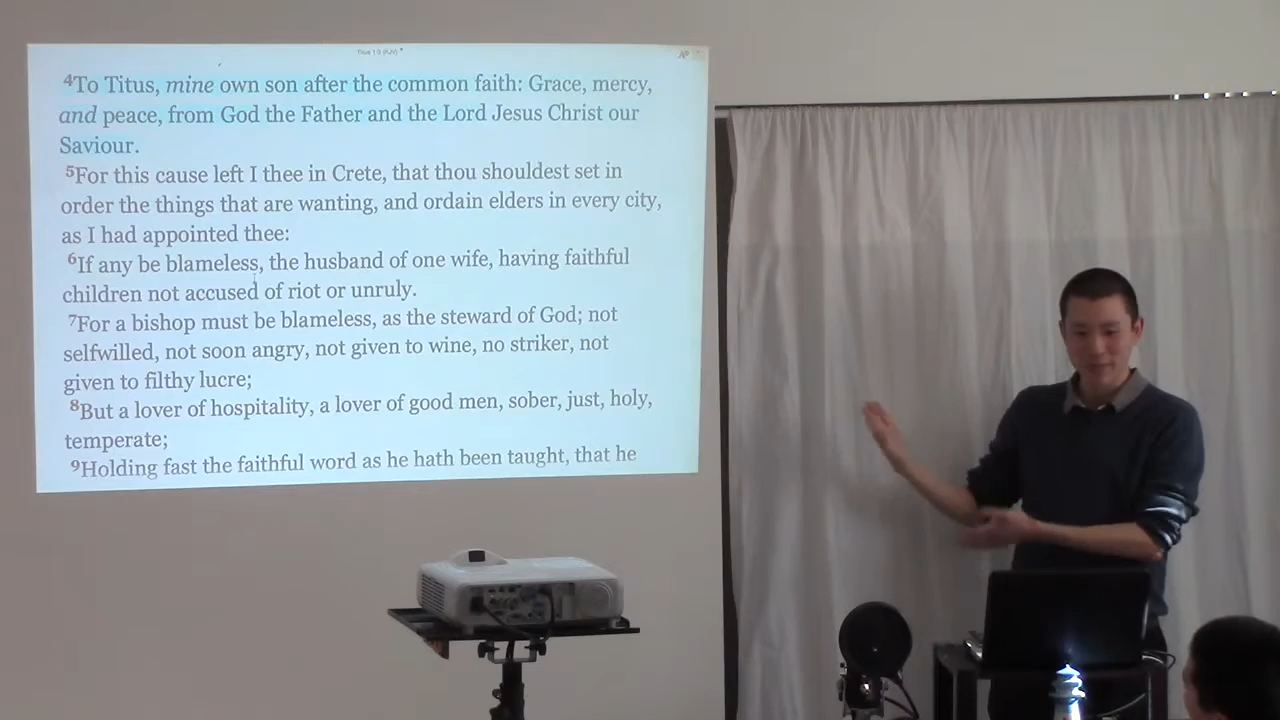 Titus 1-3 (KJV)
4To Titus, mine own son after the common faith: Grace, mercy,
and peace, from God the Father and the Lord Jesus Christ our
Saviour.
5For this cause left I thee in Crete, that thou shouldest set in
order the things that are wanting, and ordain elders in every city,
as I had appointed thee:
6If any be blameless, the husband of one wife, having faithful
children not accused of riot or unruly.
7For a bishop must be blameless, as the steward of God; not
selfwilled, not soon angry, not given to wine, no striker, not
given to filthy lucre;
8But a lover of hospitality, a lover of good men, sober, just, holy,
temperate;
9Holding fast the faithful word as he hath been taught, that he